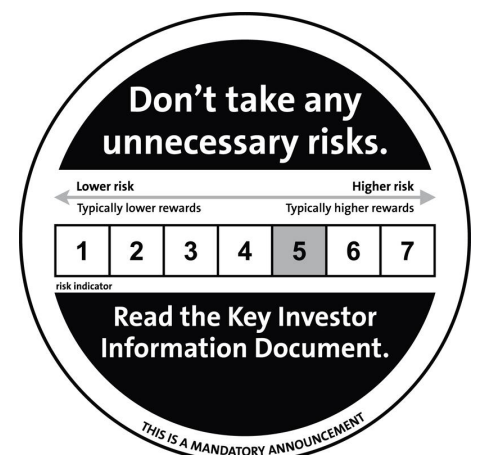 Don't take any
unnecessary risks.
Lower risk Higher risk
Typically lower rewards Typically higher rewards
1 2 3 4 5 6 7
risk indicator
Read the Key Investor
Information Document.
THIS IS A MANDATORY ANNOUNCEMENT